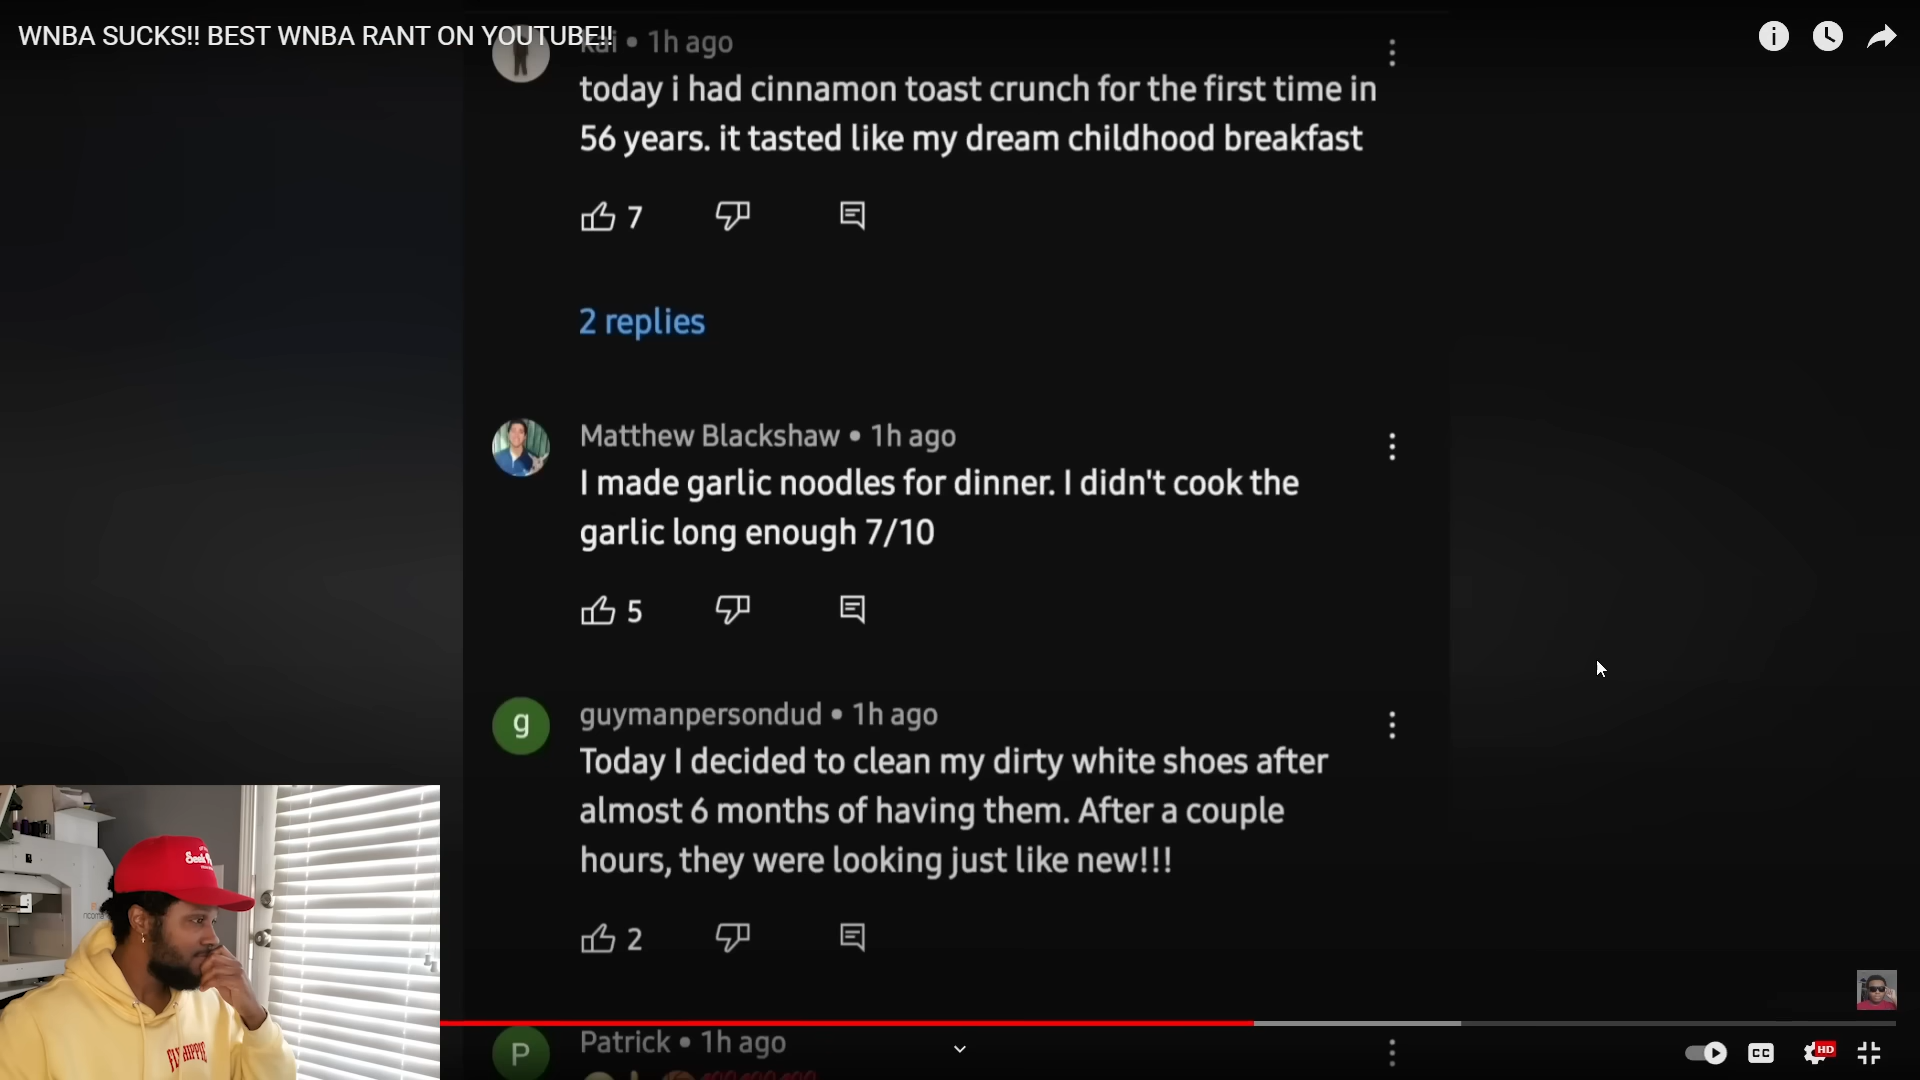 WNBA SUCKS!! BEST WNBA RANT ON YOUTUBE!!
• 1h ago
today i had cinnamon toast crunch for the first time in
56 years. it tasted like my dream childhood breakfast
7
2 replies
Matthew Blackshaw • 1h ago
I made garlic noodles for dinner. I didn't cook the
garlic long enough 7/10
5
g
guymanpersondud • 1h ago
Today I decided to clean my dirty white shoes after
almost 6 months of having them. After a couple
hours, they were looking just like new!!!
2
P
Patrick • 1h ago
CC
HD